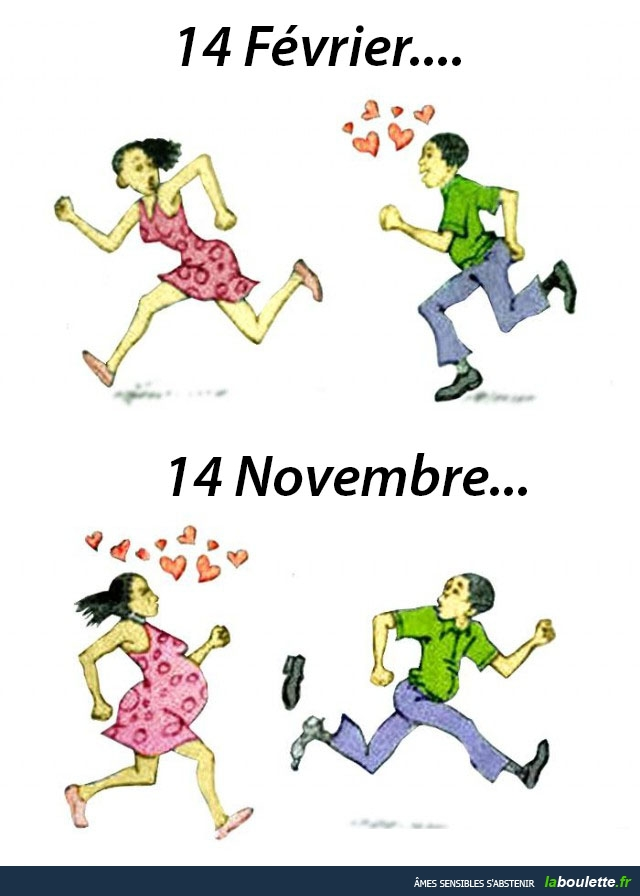 14 Février....
14 Novembre...
ÂMES SENSIBLES S'ABSTENIR laboulette.fr